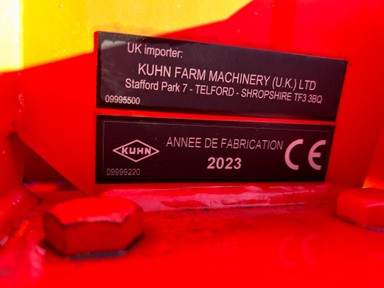 UK importer:
KUHN FARM MACHINERY (U.K.) LTD
Stafford Park 7 - TELFORD - SHROPSHIRE TF3 3BQ
09995500
KUHN
ANNEE DE FABRICATION
2023
CE
09999220